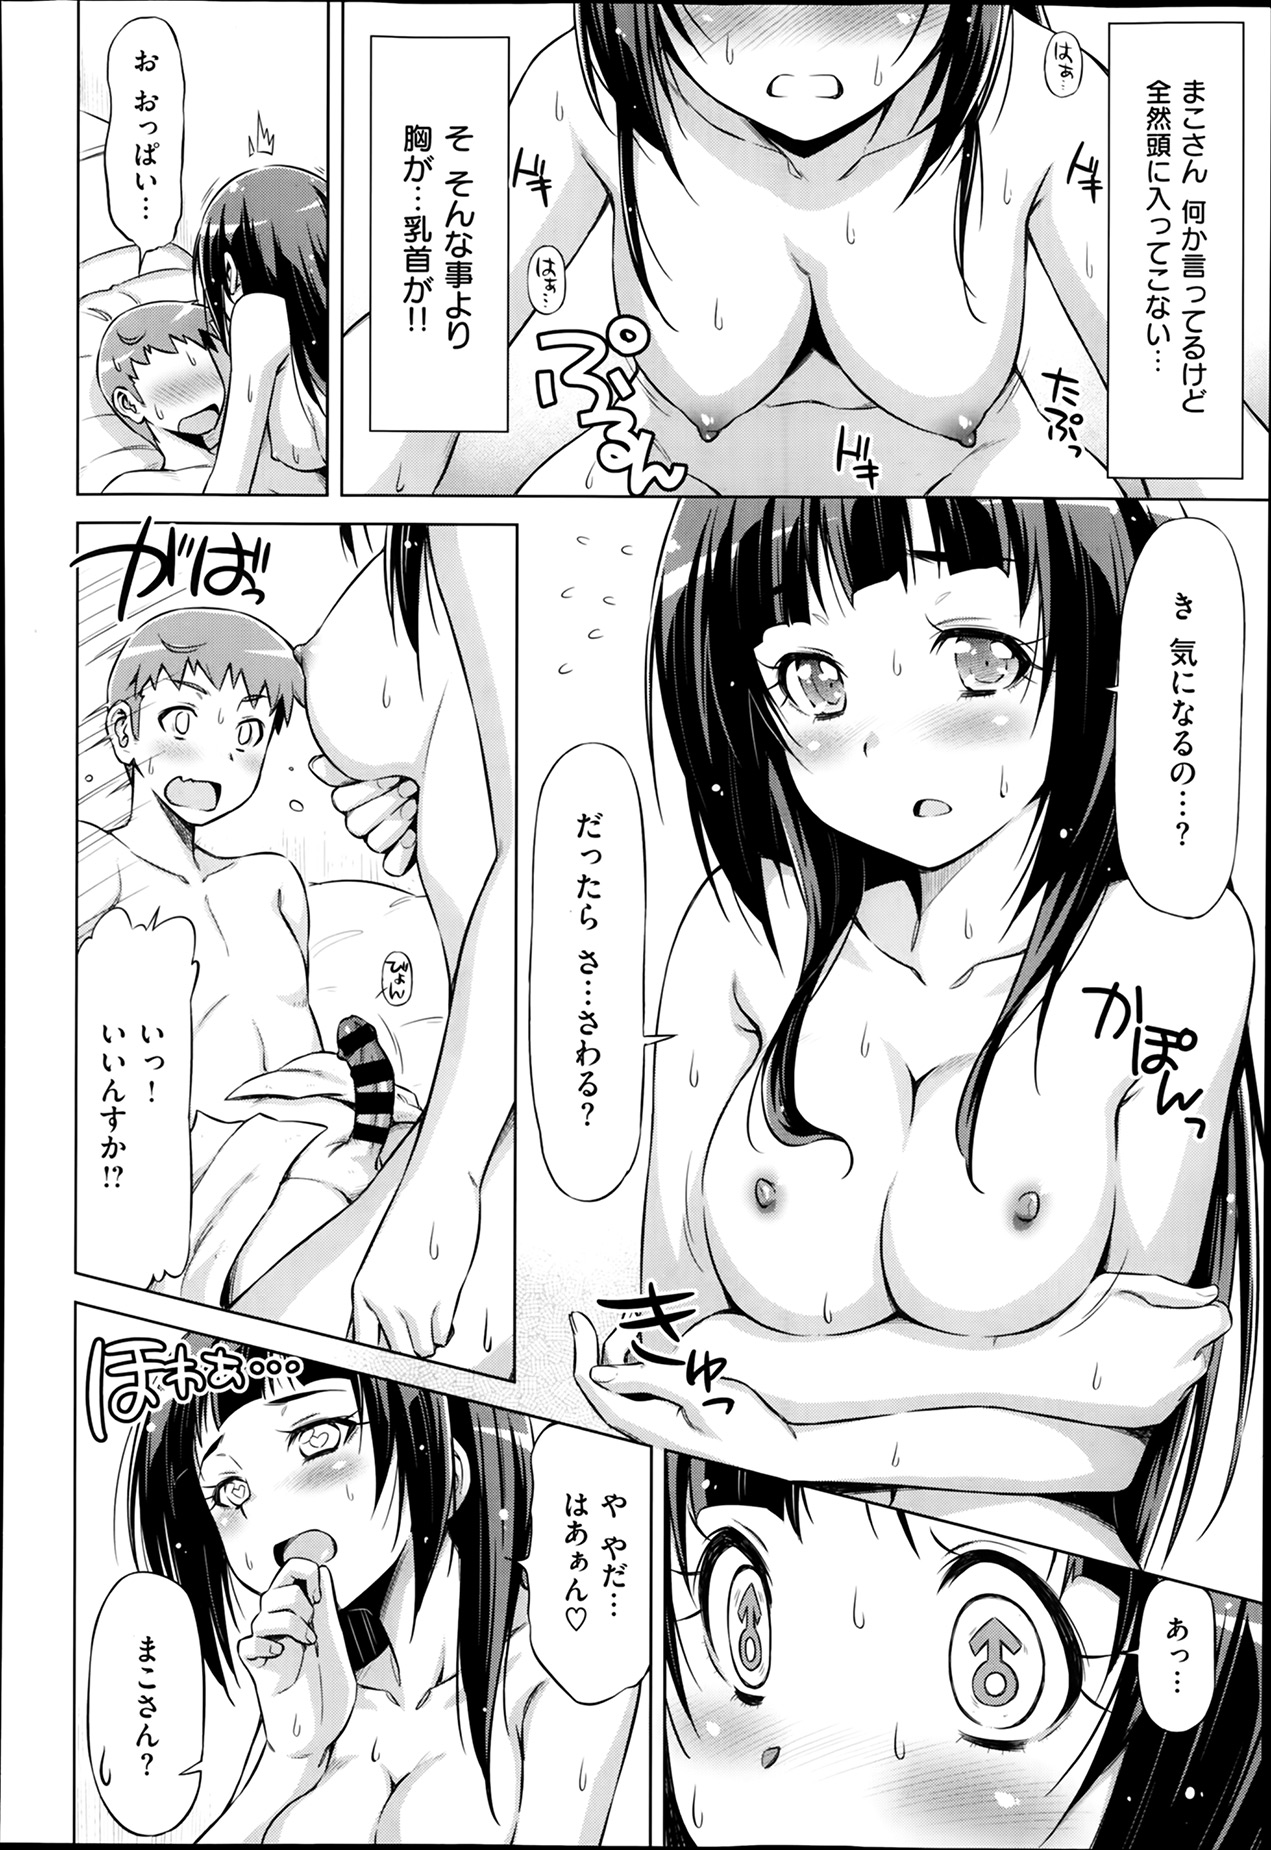 まこさん 何か言ってるけど
全然頭に入ってこない…
はぁ…
ドキ
ドキ
たぷっ
ドキ
はぁ…
ぷるん
そ そんな事より
胸が…乳首が!!
お おっぱい…
き 気になるの…?
かぽんっ
だったら さ…さわる?
きゅっ
がばっ
びょん
いっ!
いいんすか!?
あっ…
や やだ…
はあぁん♡
ほわあぁ…
まこさん?